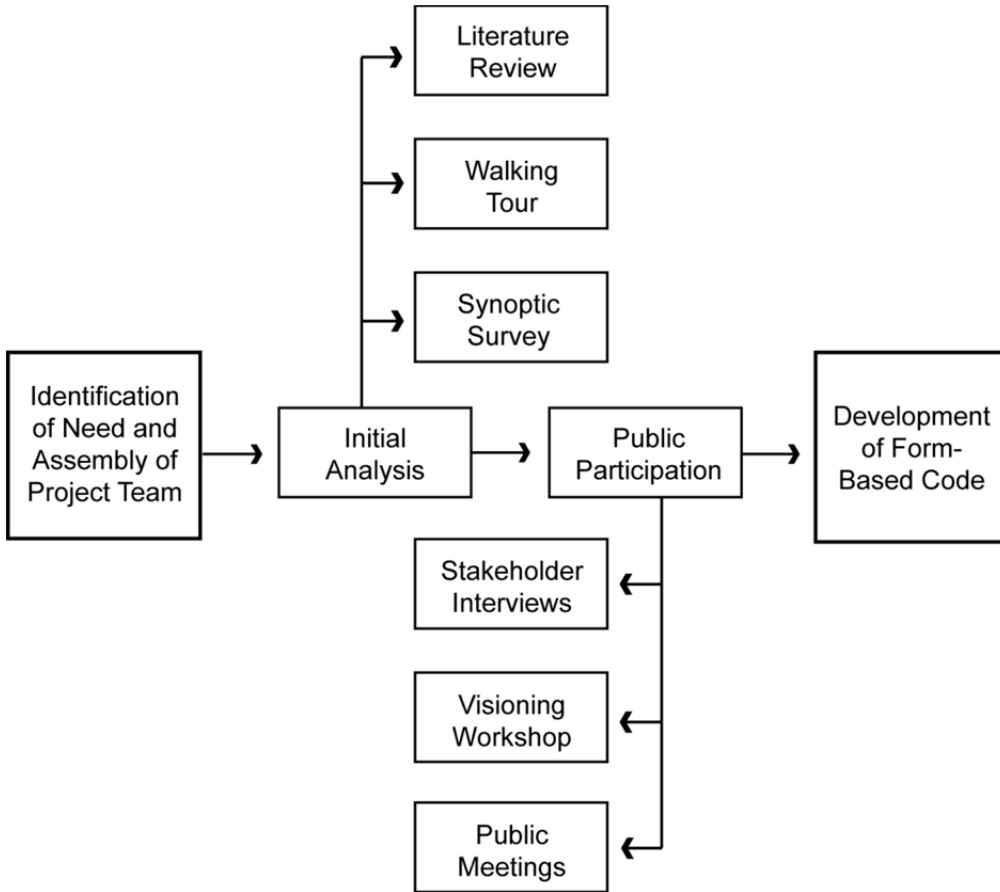 Literature
Review
Walking
Tour
Synoptic
Survey
Identification
of Need and
Assembly of
Project Team
Initial
Analysis
Public
Participation
Development
of Form-
Based Code
Stakeholder
Interviews
Visioning
Workshop
Public
Meetings